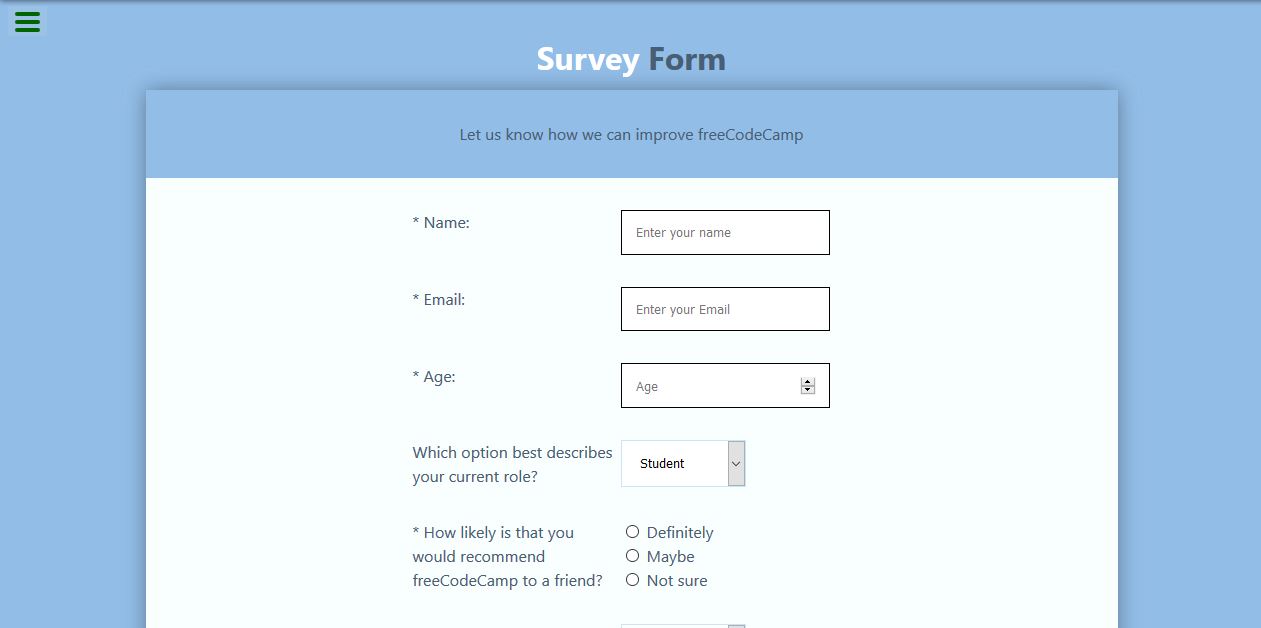 Survey Form
Let us know how we can improve freeCodeCamp
* Name:
Enter your name
* Email:
Enter your Email
* Age:
Age
Which option best describes
your current role?
Student
* How likely is that you
would recommend
freeCodeCamp to a friend?
Definitely
Maybe
Not sure